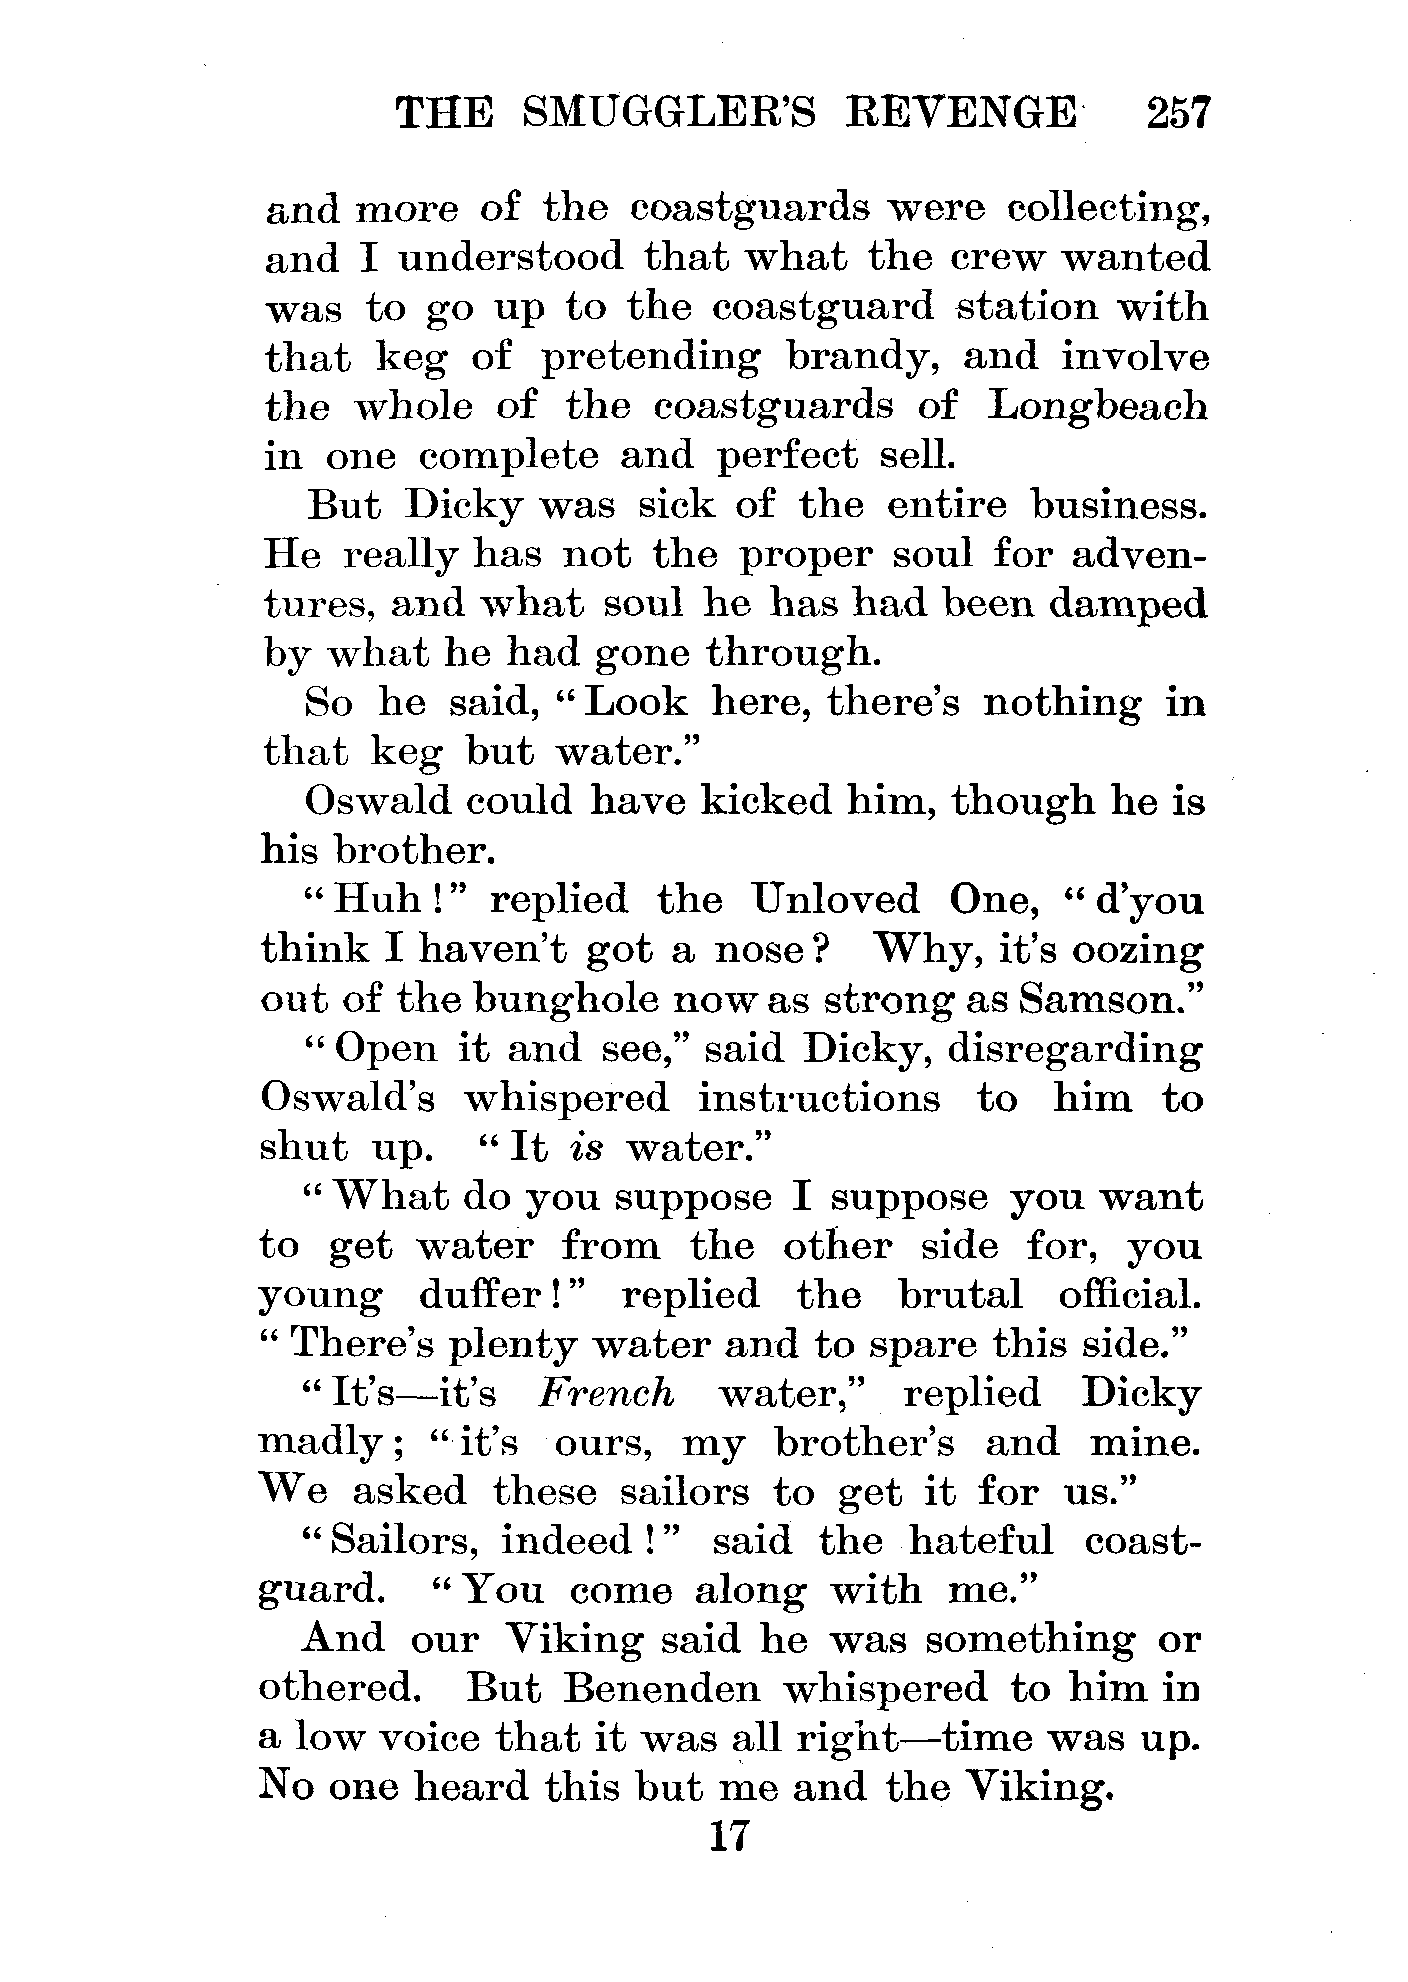 THE SMUGGLER'S REVENGE 257
and more of the coastguards were collecting,
and I understood that what the crew wanted
was to go up to the coastguard station with
that keg of pretending brandy, and involve
the whole of the coastguards of Longbeach
in one complete and perfect sell.
But Dicky was sick of the entire business.
He really has not the proper soul for adven-
tures, and what soul he has had been damped
by what he had gone through.
So he said, "Look here, there's nothing in
that keg but water."
Oswald could have kicked him, though he is
his brother.
"Huh!" replied the Unloved One, "d'you
think I haven't got a nose? Why, it's oozing
out of the bunghole now as strong as Samson."
"Open it and see," said Dicky, disregarding
Oswald's whispered instructions to him to
shut up. "It is water."
"What do you suppose I suppose you want
to get water from the other side for, you
young duffer!" replied the brutal official.
"There's plenty water and to spare this side."
"It's—it's French water," replied Dicky
madly; "it's ours, my brother's and mine.
We asked these sailors to get it for us."
"Sailors, indeed!" said the hateful coast-
guard. "You come along with me."
And our Viking said he was something or
othered. But Benenden whispered to him in
a low voice that it was all right—time was up.
No one heard this but me and the Viking.
17